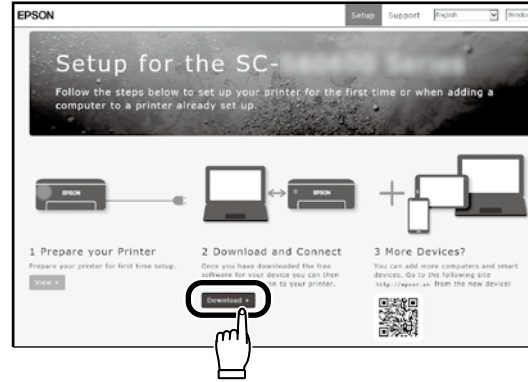 EPSON
Setup Support English Window
Setup for the SC-
Follow the steps below to set up your printer for the first time or when adding a
computer to a printer already set up.
EPSON
EPSON
1 Prepare your Printer
Prepare your printer for first time setup.
View »
2 Download and Connect
Once you have downloaded the free
software for your device you can then
on to your printer.
Download »
3 More Devices?
You can add more computers and smart
devices. Go to the following site
http://epson.sn from the new device!